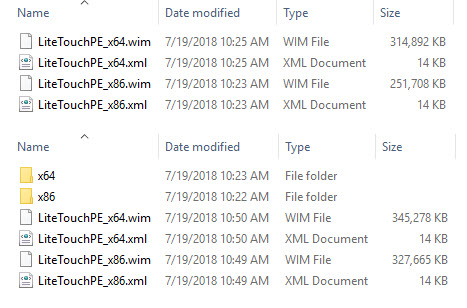 Name Date modified Type Size
LiteTouchPE_x64.wim 7/19/2018 10:25 AM WIM File 314,892 KB
LiteTouchPE_x64.xml 7/19/2018 10:25 AM XML Document 14 KB
LiteTouchPE_x86.wim 7/19/2018 10:23 AM WIM File 251,708 KB
LiteTouchPE_x86.xml 7/19/2018 10:23 AM XML Document 14 KB
Name Date modified Type Size
x64 7/19/2018 10:23 AM File folder
x86 7/19/2018 10:22 AM File folder
LiteTouchPE_x64.wim 7/19/2018 10:50 AM WIM File 345,278 KB
LiteTouchPE_x64.xml 7/19/2018 10:50 AM XML Document 14 KB
LiteTouchPE_x86.wim 7/19/2018 10:49 AM WIM File 327,665 KB
LiteTouchPE_x86.xml 7/19/2018 10:49 AM XML Document 14 KB